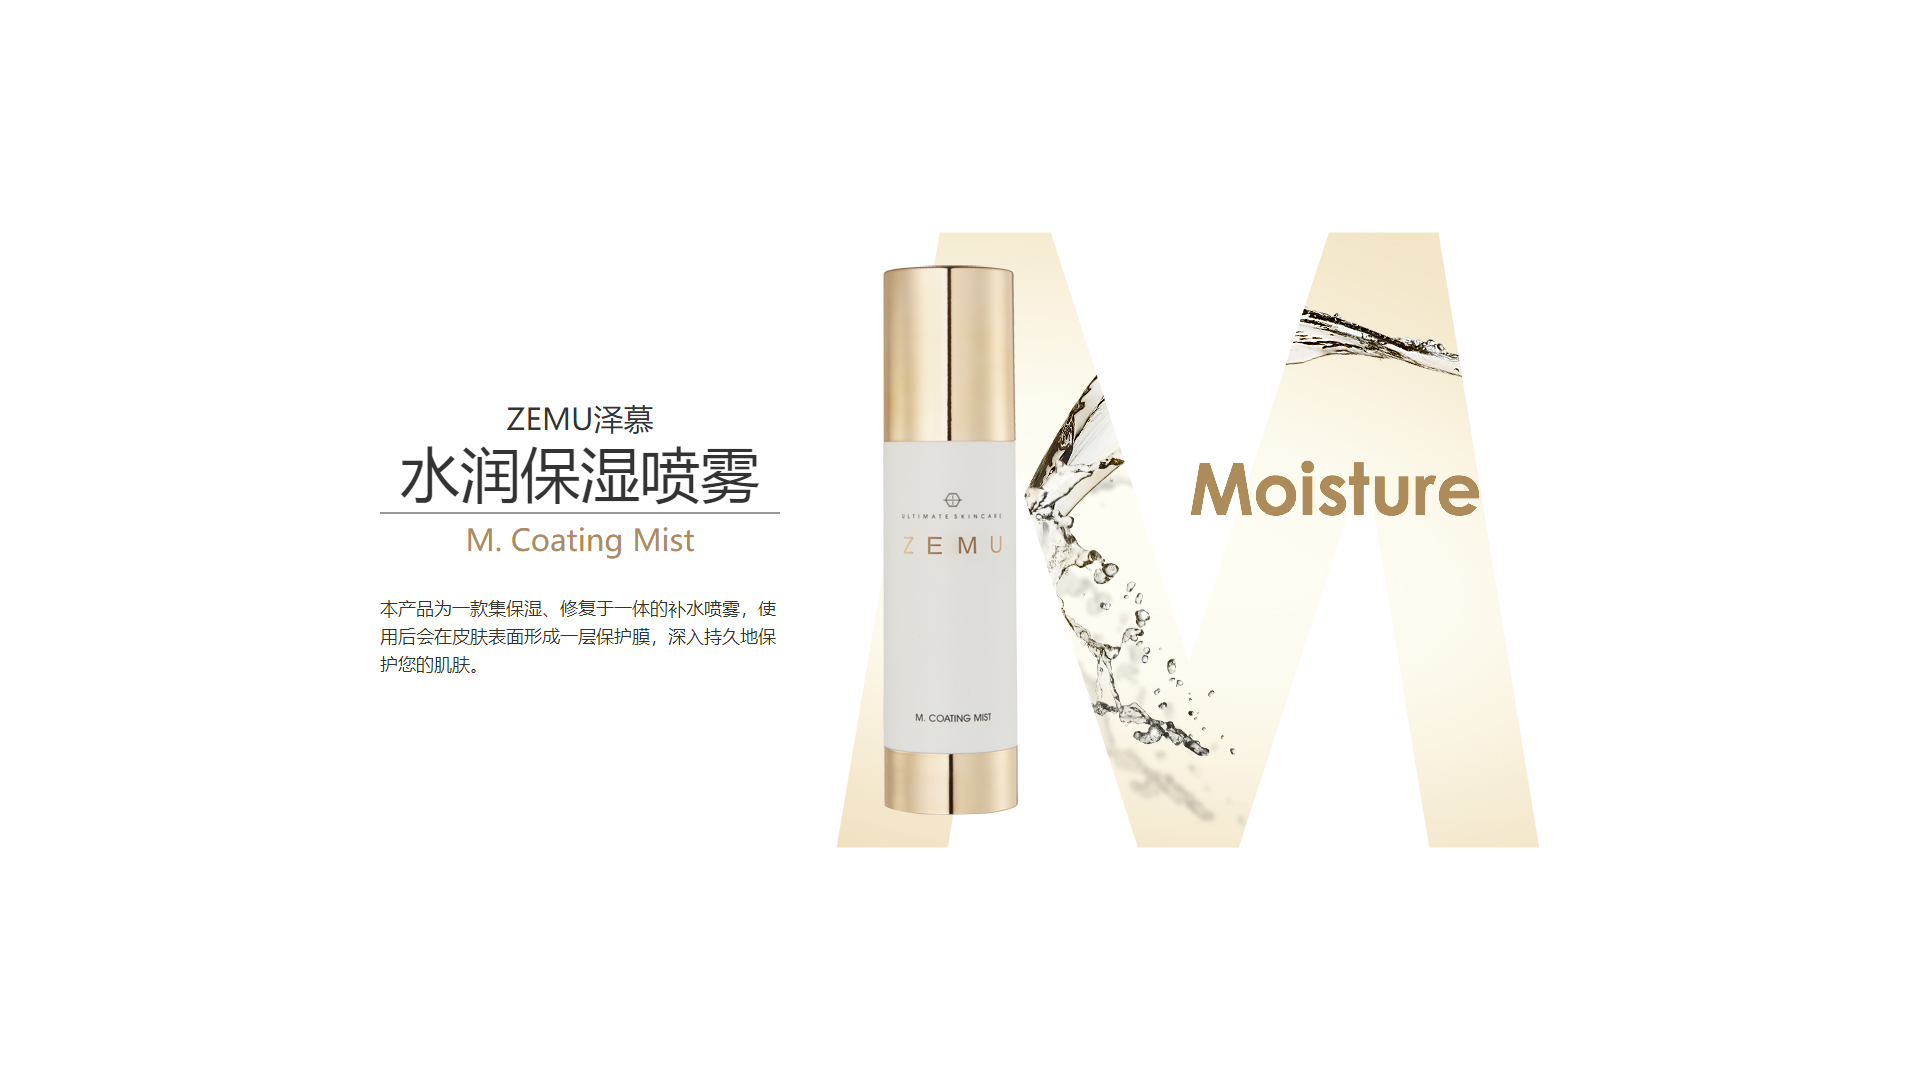 ZEMU泽慕
水润保湿喷雾
M. Coating Mist
本产品为一款集保湿、修复于一体的补水喷雾，使
用后会在皮肤表面形成一层保护膜，深入持久地保
护您的肌肤。
ULTIMATE SKINCARE
ZEMU
M. COATING MIST
Moisture